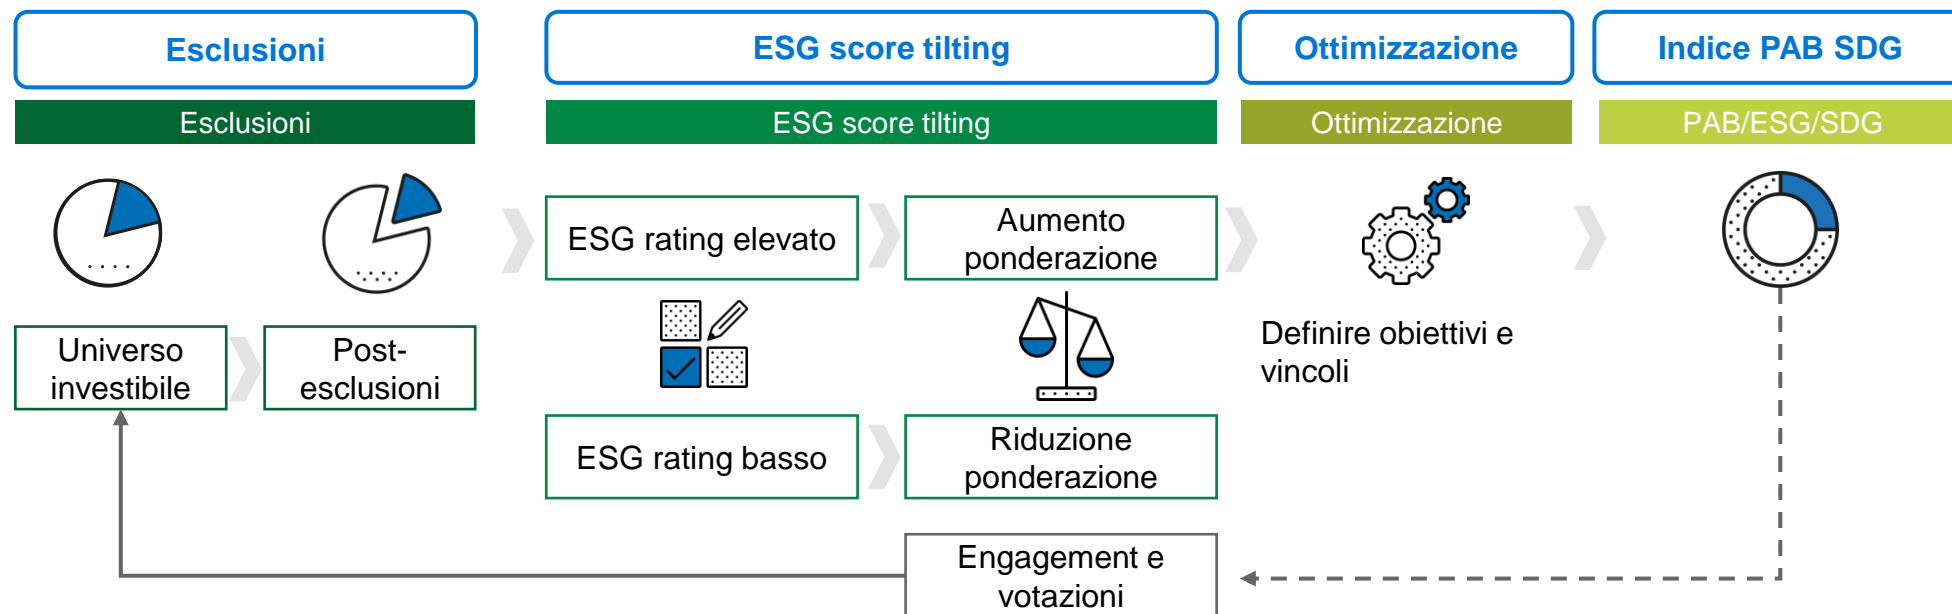 Esclusioni
ESG score tilting
Ottimizzazione
Indice PAB SDG
Esclusioni
ESG score tilting
Ottimizzazione
PAB/ESG/SDG
ESG rating elevato
Aumento
ponderazione
Universo
investibile
Post-
esclusioni
Definire obiettivi e
vincoli
ESG rating basso
Riduzione
ponderazione
Engagement e
votazioni